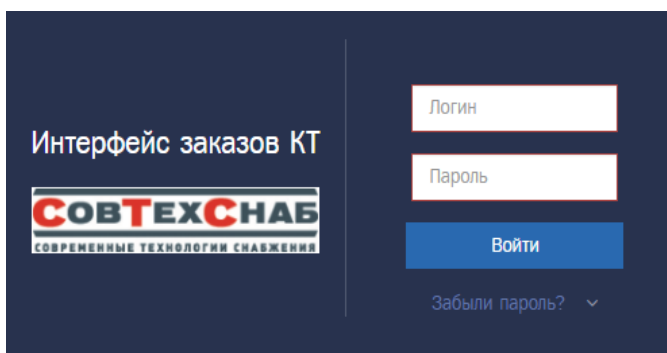 Интерфейс заказов КТ
СОВТЕХСНАБ
СОВРЕМЕННЫЕ ТЕХНОЛОГИИ СНАБЖЕНИЯ
Логин
Пароль
Войти
Забыли пароль?